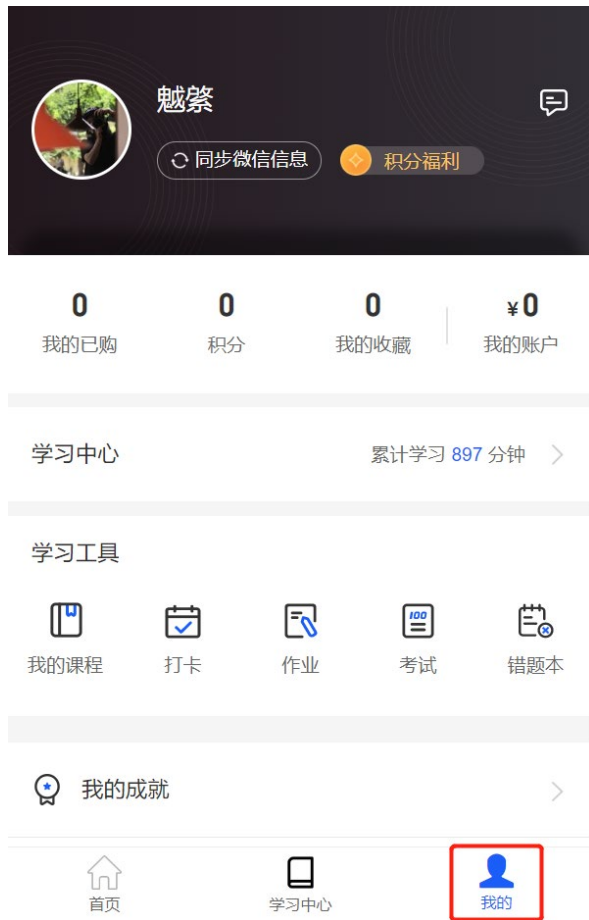 魆綮
同步微信信息 积分福利
0 0 0 ¥0
我的已购 积分 我的收藏 我的账户
学习中心 累计学习 897 分钟
学习工具
100
我的课程 打卡 作业 考试 错题本
我的成就
首页 学习中心 我的